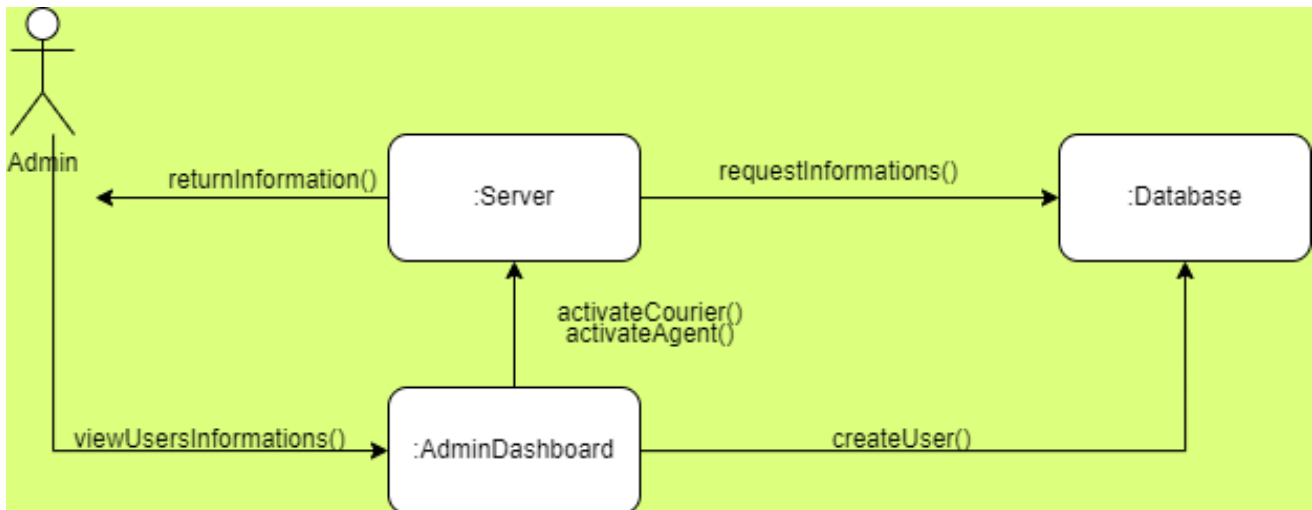 Admin
returnInformation()
:Server
requestInformations()
:Database
activateCourier()
activateAgent()
viewUsersInformations()
:AdminDashboard
createUser()